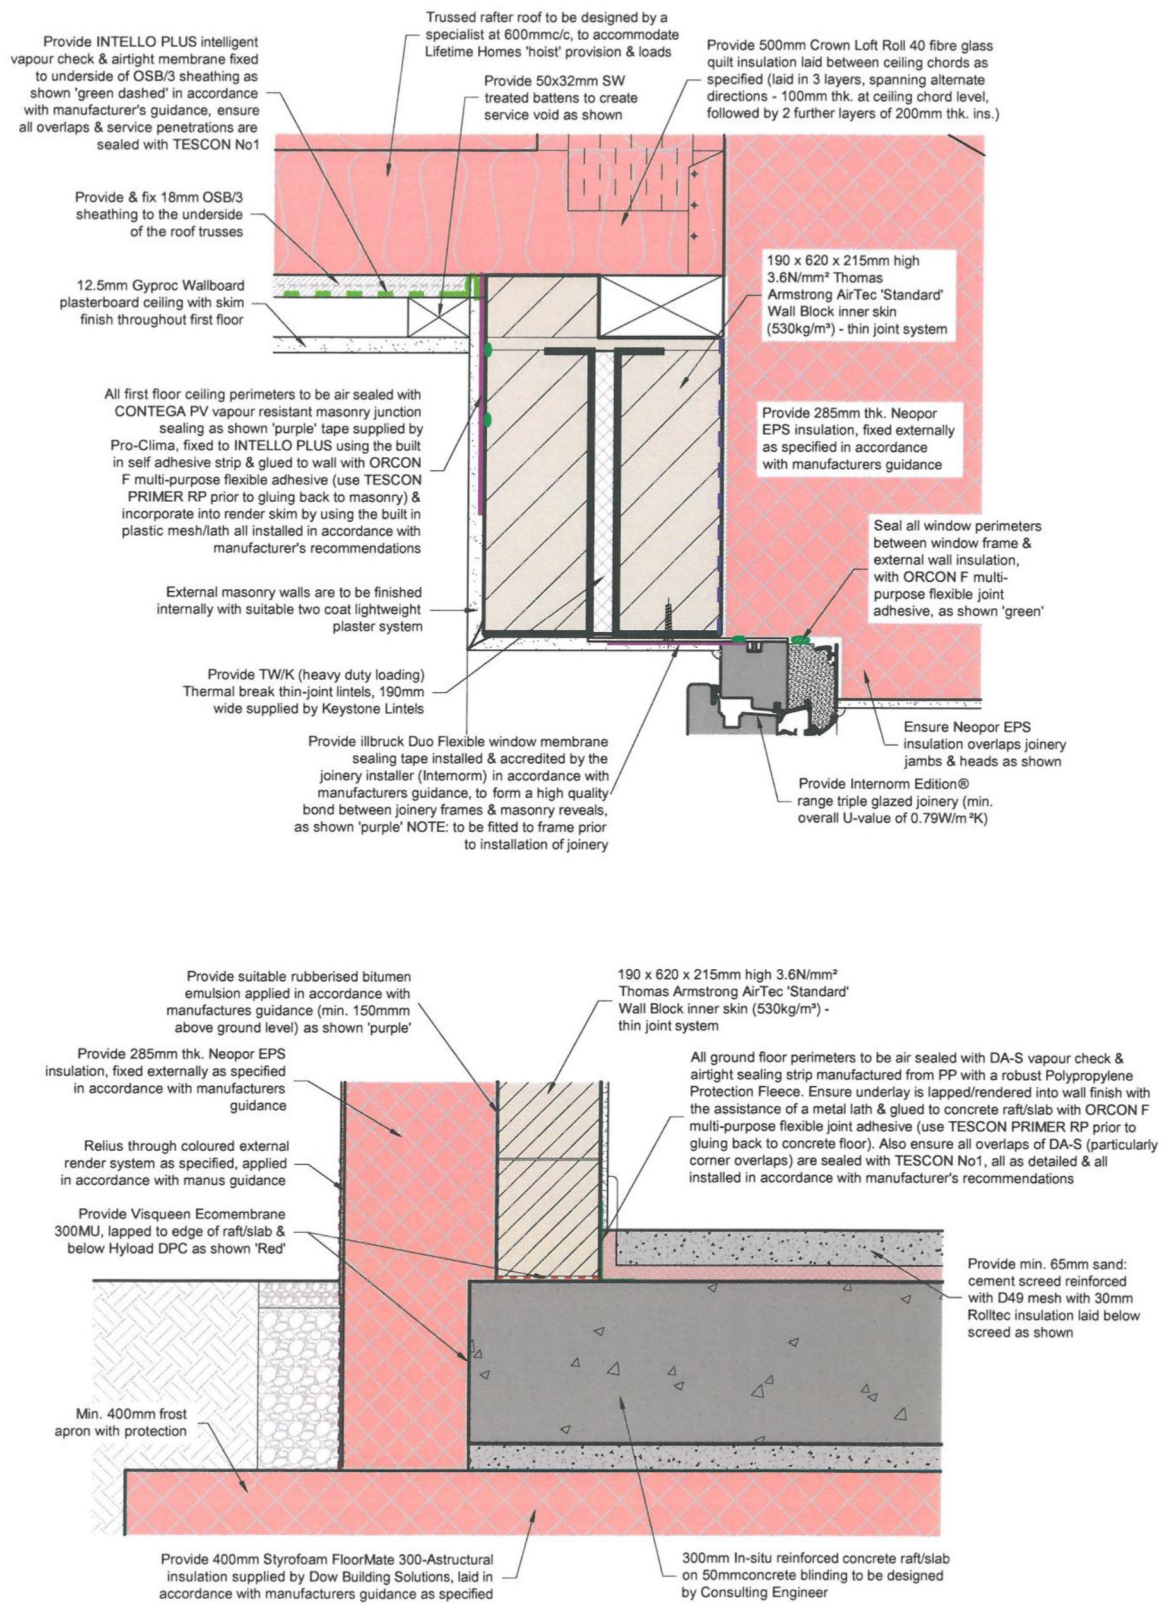 Trussed rafter roof to be designed by a
specialist at 600mmc/c, to accommodate
Lifetime Homes 'hoist' provision & loads
Provide INTELLO PLUS intelligent
vapour check & airtight membrane fixed
to underside of OSB/3 sheathing as
shown 'green dashed' in accordance
with manufacturer's guidance, ensure
all overlaps & service penetrations are
sealed with TESCON No1
Provide 50x32mm SW
treated battens to create
service void as shown
Provide 500mm Crown Loft Roll 40 fibre glass
quilt insulation laid between ceiling chords as
specified (laid in 3 layers, spanning alternate
directions - 100mm thk. at ceiling chord level,
followed by 2 further layers of 200mm thk. ins.)
Provide & fix 18mm OSB/3
sheathing to the underside
of the roof trusses
12.5mm Gyproc Wallboard
plasterboard ceiling with skim
finish throughout first floor
190 x 620 x 215mm high
3.6N/mm² Thomas
Armstrong AirTec 'Standard'
Wall Block inner skin
(530kg/m³) - thin joint system
All first floor ceiling perimeters to be air sealed with
CONTEGA PV vapour resistant masonry junction
sealing as shown 'purple' tape supplied by
Pro-Clima, fixed to INTELLO PLUS using the built
in self adhesive strip & glued to wall with ORCON
F multi-purpose flexible adhesive (use TESCON
PRIMER RP prior to gluing back to masonry) &
incorporate into render skim by using the built in
plastic mesh/lath all installed in accordance with
manufacturer's recommendations
Provide 285mm thk. Neopor
EPS insulation, fixed externally
as specified in accordance
with manufacturers guidance
Seal all window perimeters
between window frame &
external wall insulation,
with ORCON F multi-
purpose flexible joint
adhesive, as shown 'green'
External masonry walls are to be finished
internally with suitable two coat lightweight
plaster system
Provide TW/K (heavy duty loading)
Thermal break thin-joint lintels, 190mm
wide supplied by Keystone Lintels
Provide illbruck Duo Flexible window membrane
sealing tape installed & accredited by the
joinery installer (Internorm) in accordance with
manufacturers guidance, to form a high quality
bond between joinery frames & masonry reveals,
as shown 'purple' NOTE: to be fitted to frame prior
to installation of joinery
Ensure Neopor EPS
insulation overlaps joinery
jambs & heads as shown
Provide Internorm Edition®
range triple glazed joinery (min.
overall U-value of 0.79W/m²K)
Provide suitable rubberised bitumen
emulsion applied in accordance with
manufactures guidance (min. 150mmm
above ground level) as shown 'purple'
190 x 620 x 215mm high 3.6N/mm²
Thomas Armstrong AirTec 'Standard'
Wall Block inner skin (530kg/m³) -
thin joint system
Provide 285mm thk. Neopor EPS
insulation, fixed externally as specified
in accordance with manufacturers
guidance
All ground floor perimeters to be air sealed with DA-S vapour check &
airtight sealing strip manufactured from PP with a robust Polypropylene
Protection Fleece. Ensure underlay is lapped/rendered into wall finish with
the assistance of a metal lath & glued to concrete raft/slab with ORCON F
multi-purpose flexible joint adhesive (use TESCON PRIMER RP prior to
gluing back to concrete floor). Also ensure all overlaps of DA-S (particularly
corner overlaps) are sealed with TESCON No1, all as detailed & all
installed in accordance with manufacturer's recommendations
Relius through coloured external
render system as specified, applied
in accordance with manus guidance
Provide Visqueen Ecomembrane
300MU, lapped to edge of raft/slab &
below Hyload DPC as shown 'Red'
Provide min. 65mm sand:
cement screed reinforced
with D49 mesh with 30mm
Rolltec insulation laid below
screed as shown
Min. 400mm frost
apron with protection
Provide 400mm Styrofoam FloorMate 300-Astructural
insulation supplied by Dow Building Solutions, laid in
accordance with manufacturers guidance as specified
300mm In-situ reinforced concrete raft/slab
on 50mmconcrete blinding to be designed
by Consulting Engineer